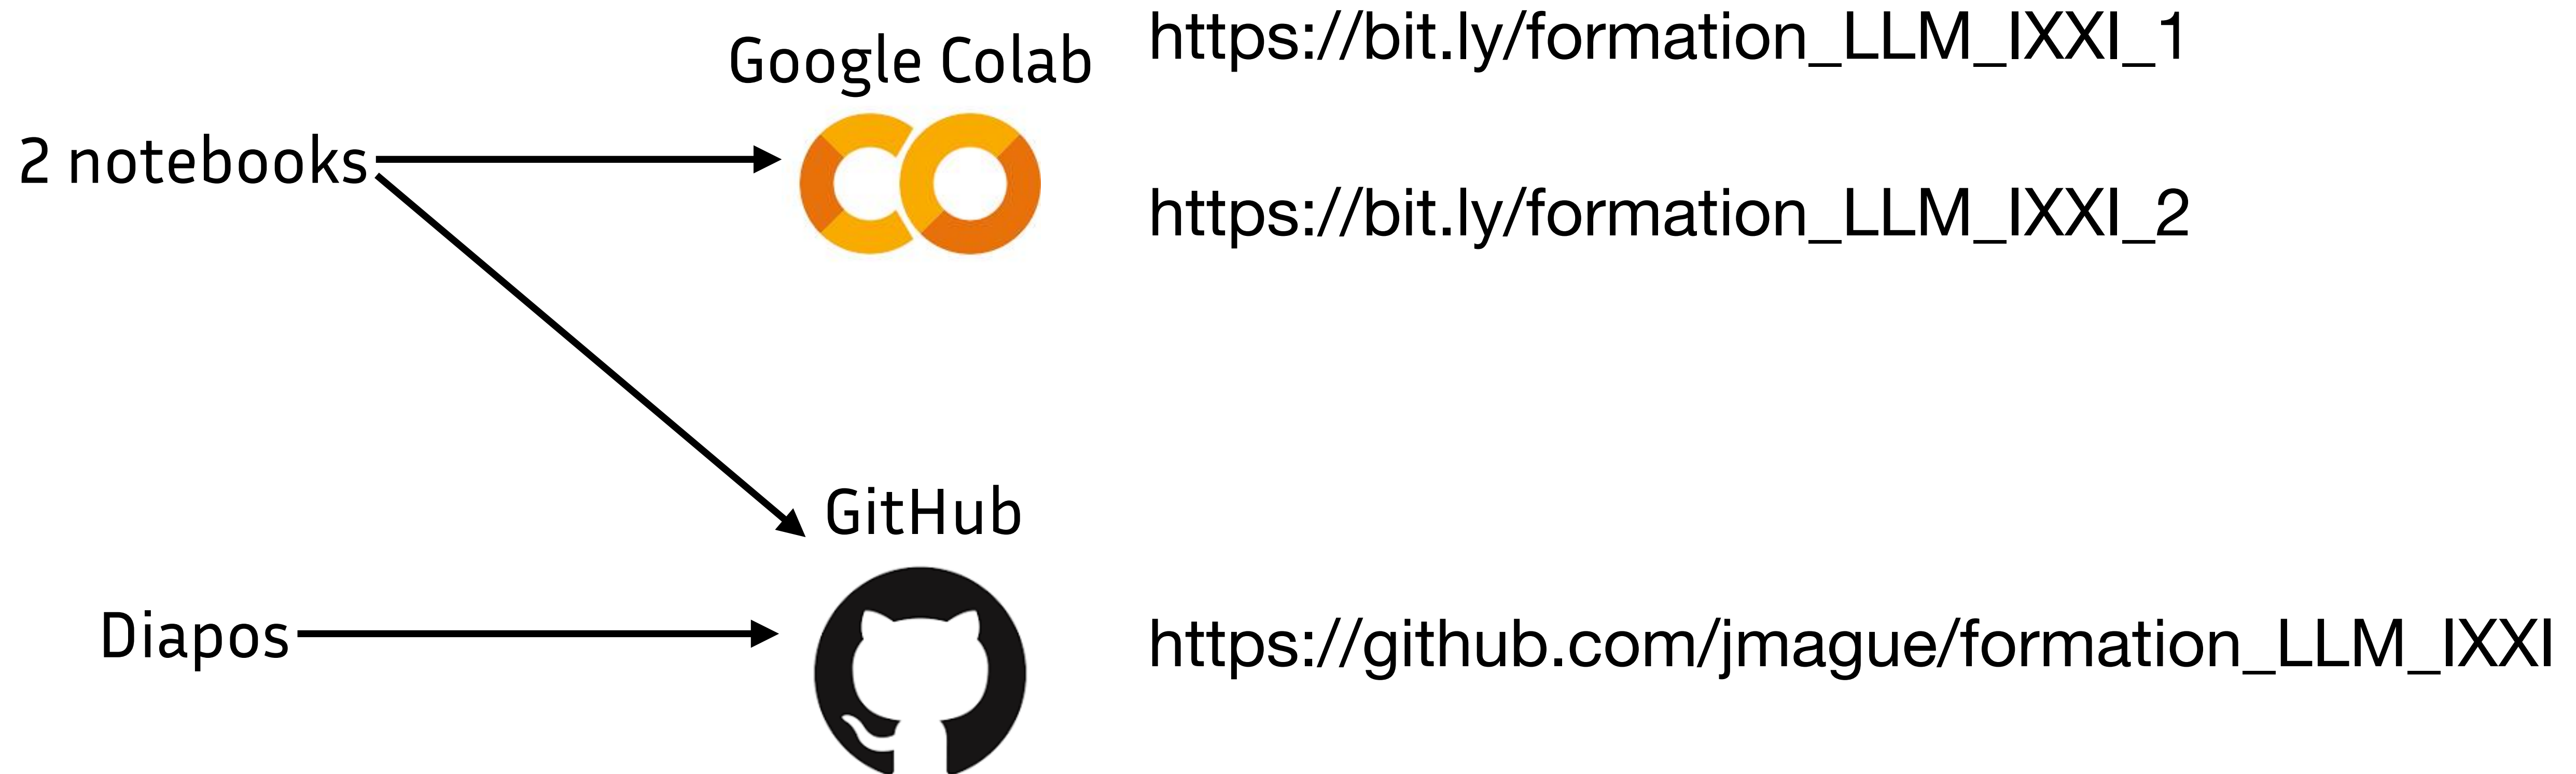 Google Colab
https://bit.ly/formation_LLM_IXXI_1
2 notebooks
https://bit.ly/formation_LLM_IXXI_2
GitHub
Diapos
https://github.com/jmague/formation_LLM_IXXI